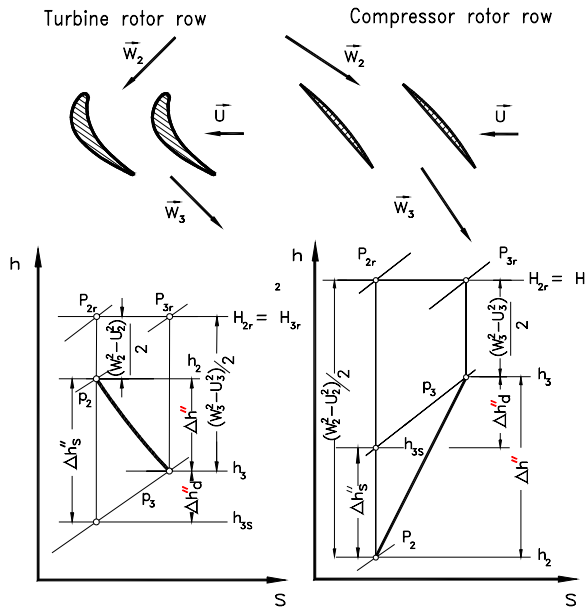 Turbine rotor row
Compressor rotor row
W₂
W₂
U
U
W₃
W₃
h
P₂ᵣ
P₃ᵣ
2
H₂ᵣ = H₃ᵣ
(W₂²-U₂²)/2
h₂
p₂
Δh″ₛ
Δh″
(W₃²-U₃²)/2
h₃
p₃
Δh″d
h₃ₛ
S
h
P₂ᵣ
P₃ᵣ
H₂ᵣ = H
(W₂²-U₂²)/2
(W₃²-U₃²)/2
p₃
h₃
Δh″d
h₃ₛ
Δh″ₛ
Δh″
P₂
h₂
S